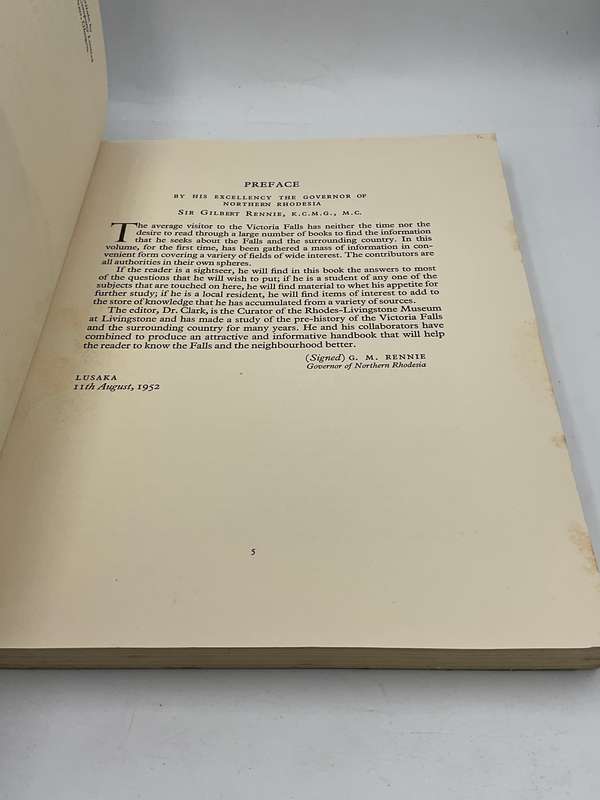 PREFACE
BY HIS EXCELLENCY THE GOVERNOR OF
NORTHERN RHODESIA
SIR GILBERT RENNIE, K.C.M.G., M.C.
The average visitor to the Victoria Falls has neither the time nor the
desire to read through a large number of books to find the information
that he seeks about the Falls and the surrounding country. In this
volume, for the first time, has been gathered a mass of information in con-
venient form covering a variety of fields of wide interest. The contributors are
all authorities in their own spheres.
If the reader is a sightseer, he will find in this book the answers to most
of the questions that he will wish to put; if he is a student of any one of the
subjects that are touched on here, he will find material to whet his appetite for
further study; if he is a local resident, he will find items of interest to add to
the store of knowledge that he has accumulated from a variety of sources.
The editor, Dr. Clark, is the Curator of the Rhodes-Livingstone Museum
at Livingstone and has made a study of the pre-history of the Victoria Falls
and the surrounding country for many years. He and his collaborators have
combined to produce an attractive and informative handbook that will help
the reader to know the Falls and the neighbourhood better.
(Signed) G. M. RENNIE
Governor of Northern Rhodesia
LUSAKA
11th August, 1952
5